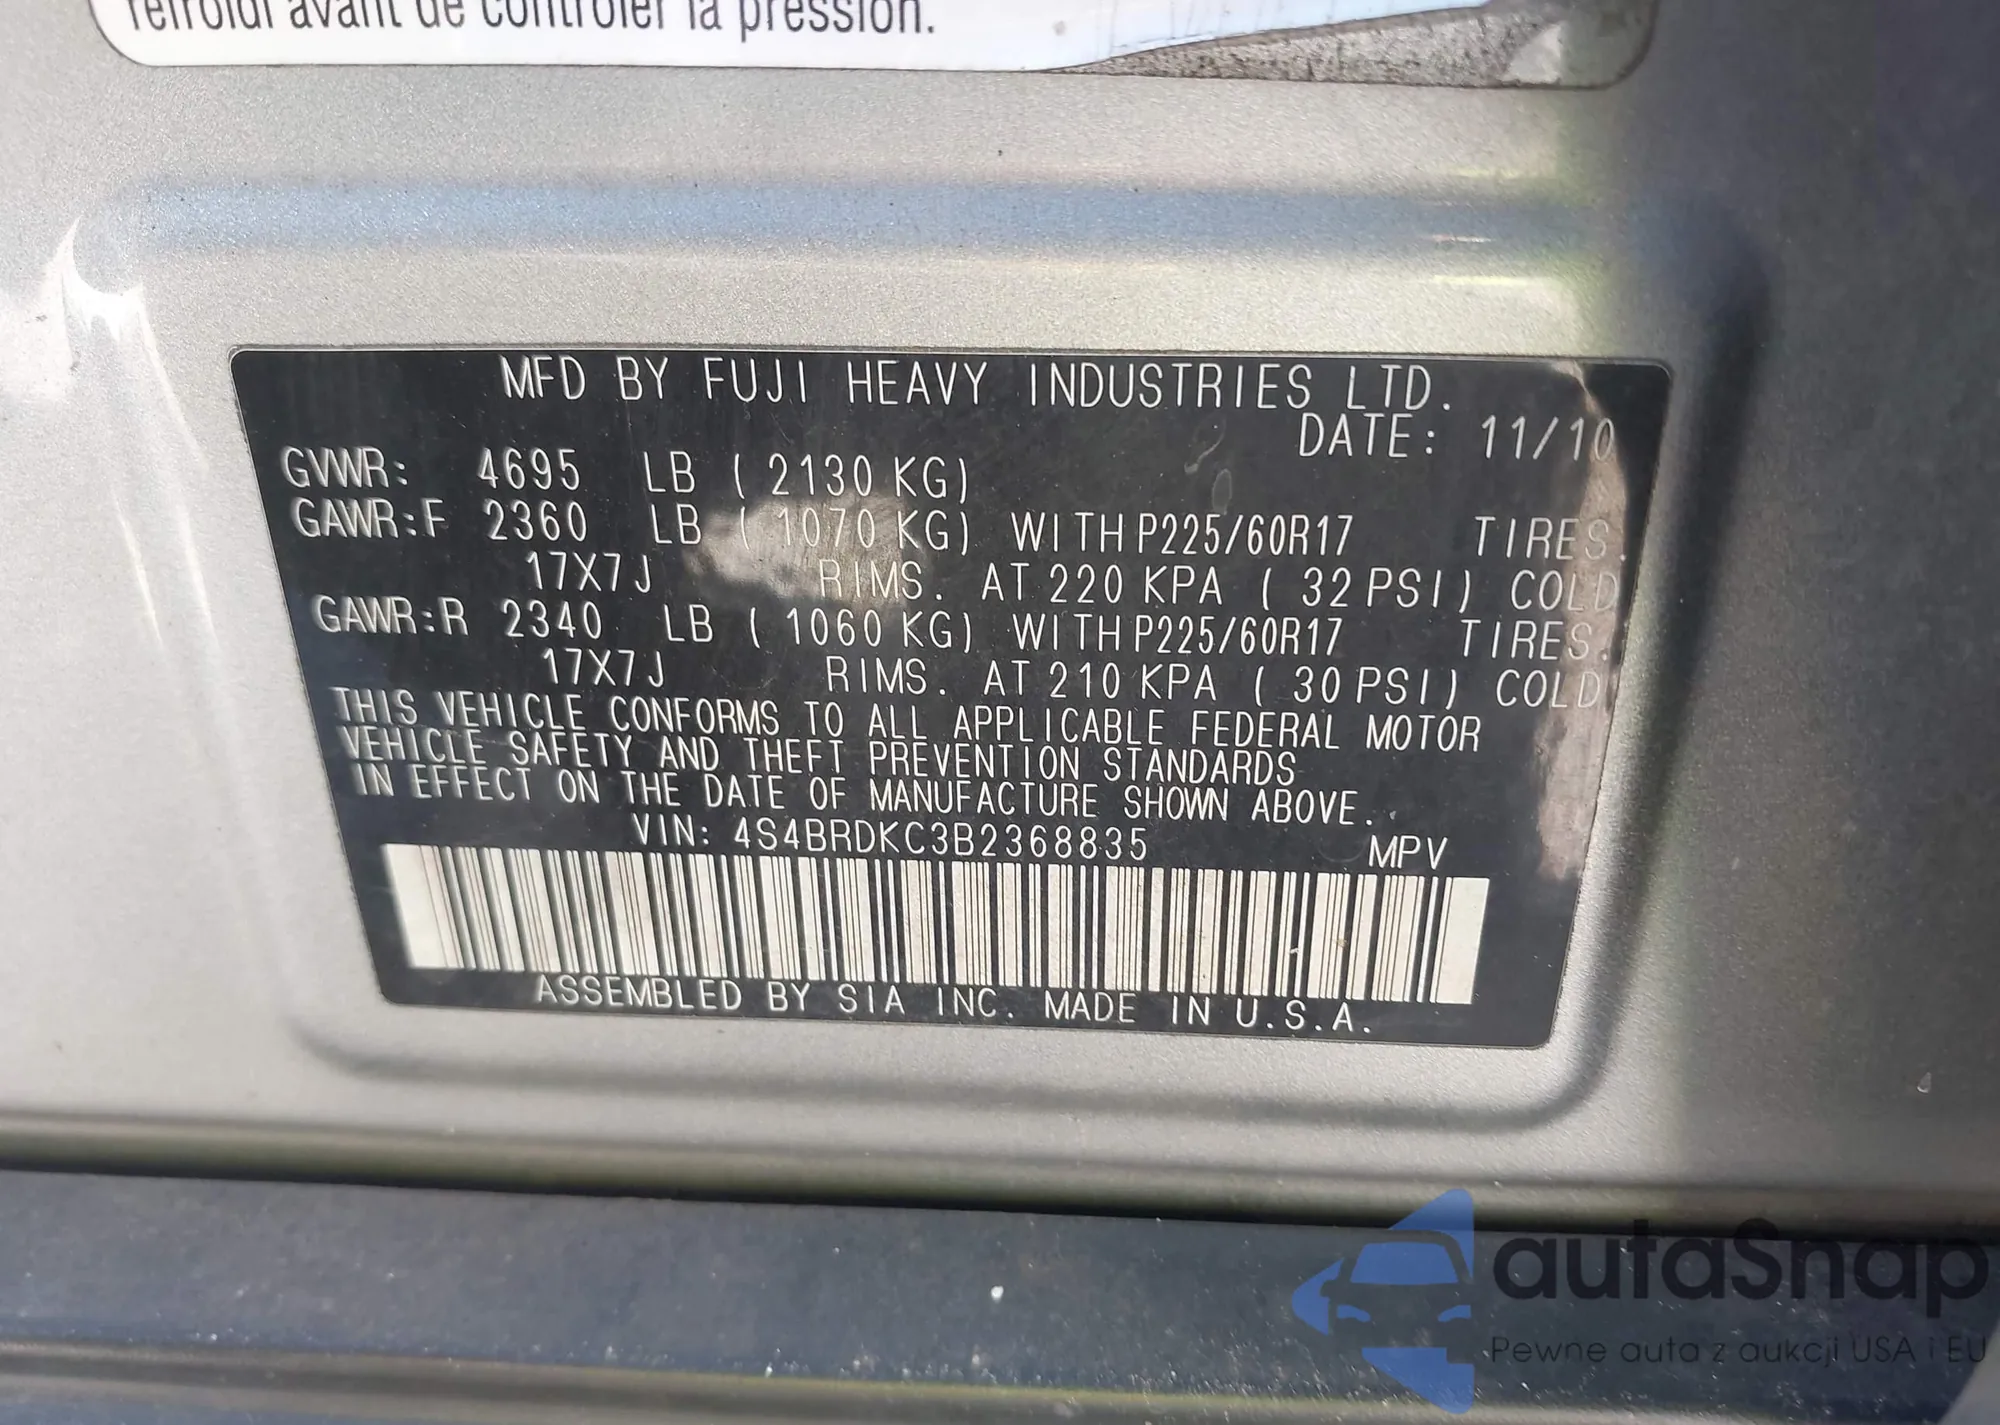 refroidi avant de contrôler la pression.
MFD BY FUJI HEAVY INDUSTRIES LTD.
DATE: 11/10
GVWR: 4695 LB ( 2130 KG)
GAWR:F 2360 LB ( 1070 KG) WITH P225/60R17 TIRES.
17X7J RIMS. AT 220 KPA ( 32 PSI) COLD
GAWR:R 2340 LB ( 1060 KG) WITH P225/60R17 TIRES.
17X7J RIMS. AT 210 KPA ( 30 PSI) COLD
THIS VEHICLE CONFORMS TO ALL APPLICABLE FEDERAL MOTOR
VEHICLE SAFETY AND THEFT PREVENTION STANDARDS
IN EFFECT ON THE DATE OF MANUFACTURE SHOWN ABOVE.
VIN: 4S4BRDKC3B2368835 MPV
ASSEMBLED BY SIA INC. MADE IN U.S.A.
autaSnap
Pewne auta z aukcji USA i EU